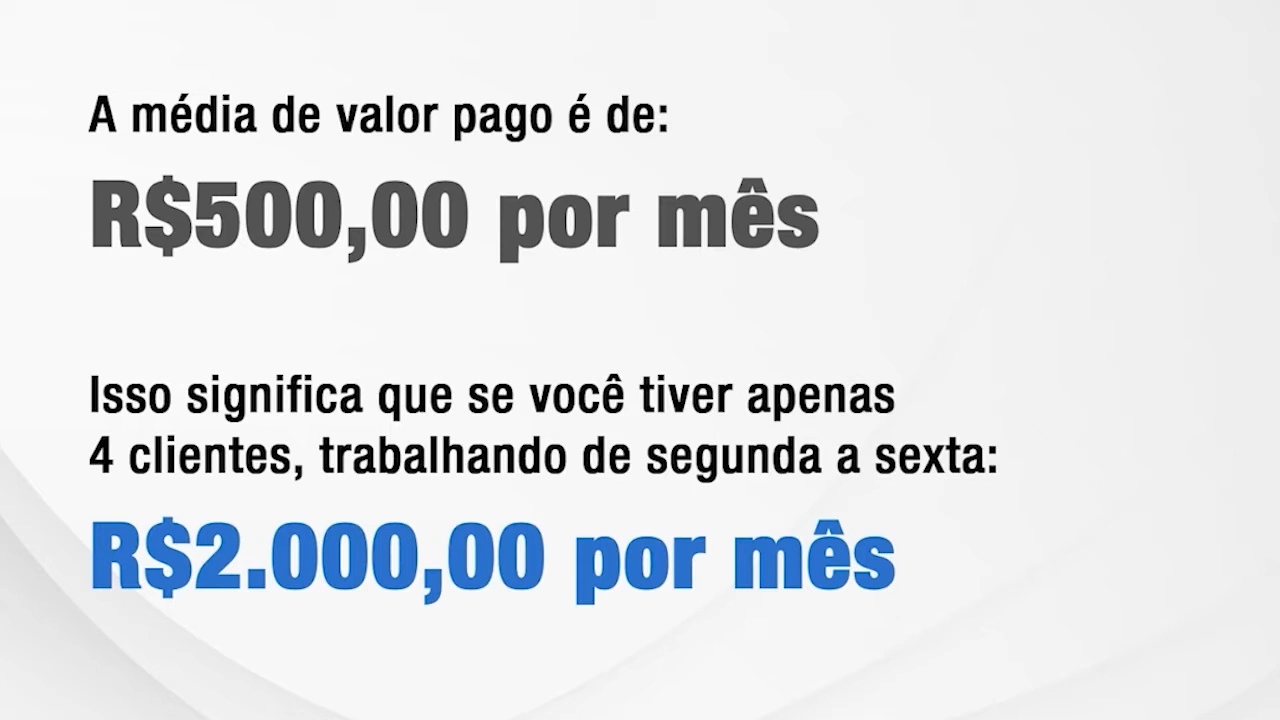 A média de valor pago é de:
R$500,00 por mês
Isso significa que se você tiver apenas
4 clientes, trabalhando de segunda a sexta:
R$2.000,00 por mês